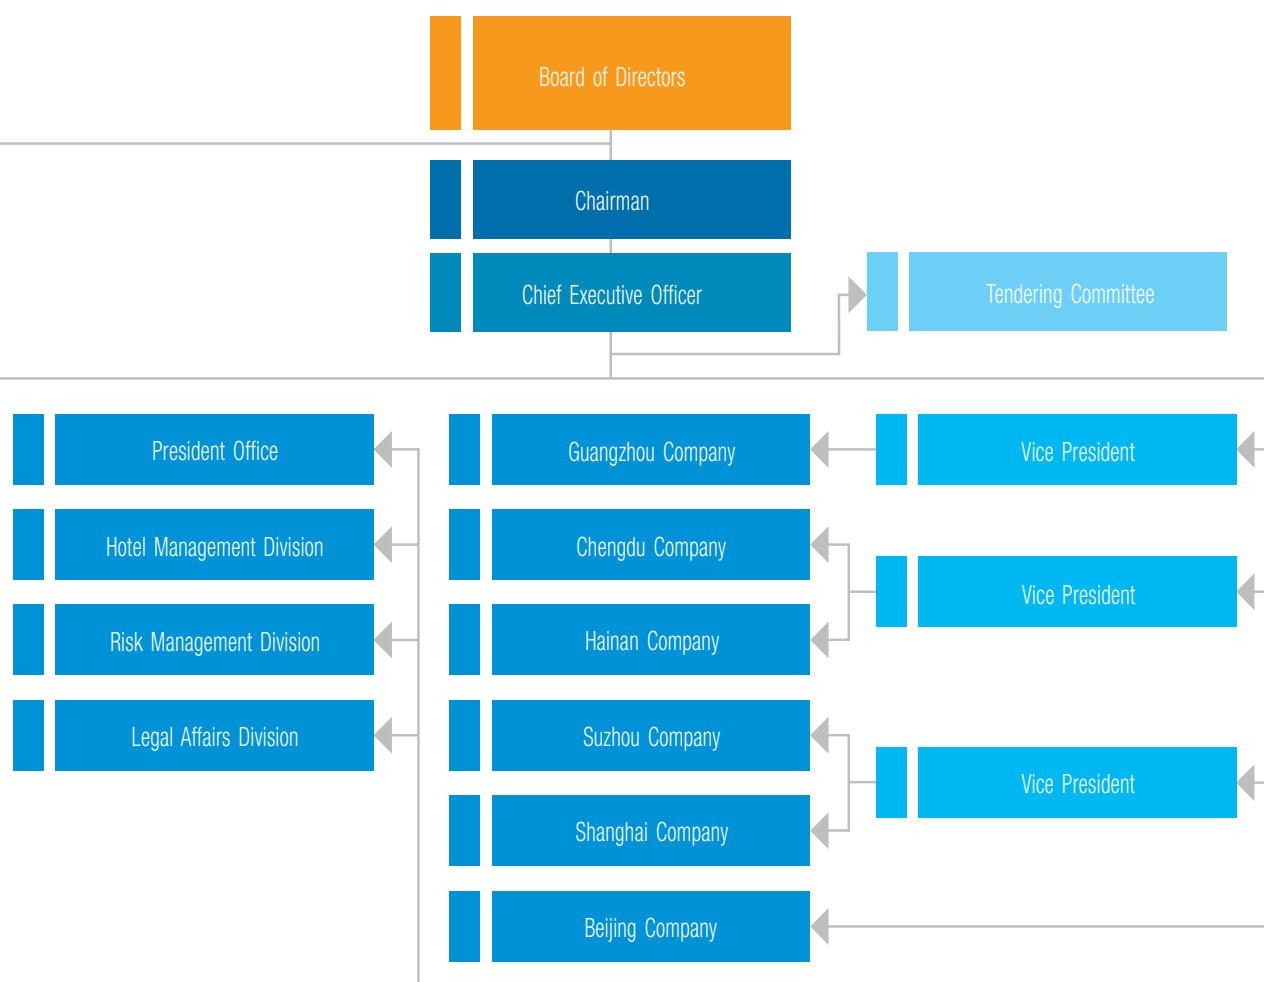 Board of Directors
Chairman
Chief Executive Officer
Tendering Committee
President Office
Guangzhou Company
Vice President
Hotel Management Division
Chengdu Company
Vice President
Risk Management Division
Hainan Company
Legal Affairs Division
Suzhou Company
Vice President
Shanghai Company
Beijing Company